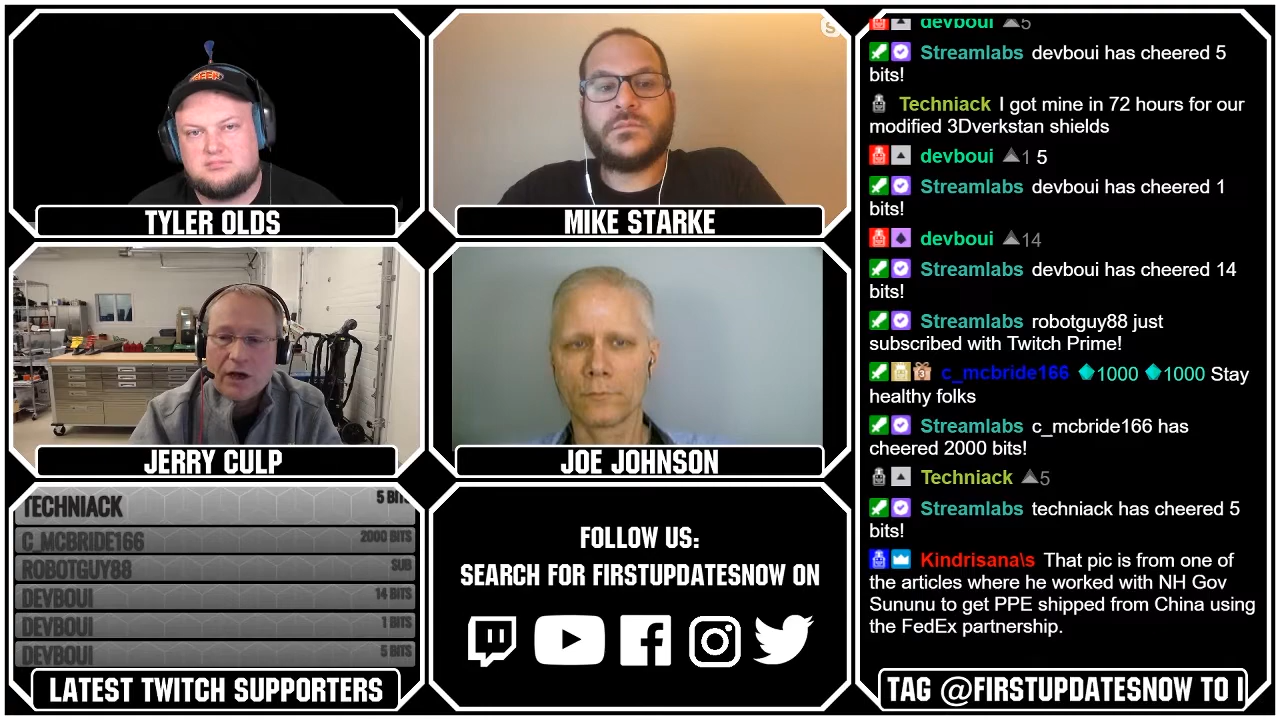 TYLER OLDS
MIKE STARKE
JERRY CULP
JOE JOHNSON
TECHNIACK 5 BITS
C_MCBRIDE166 2000 BITS
ROBOTGUY88 SUB
DEVBOUI 14 BITS
DEVBOUI 1 BITS
DEVBOUI 5 BITS
LATEST TWITCH SUPPORTERS
FOLLOW US:
SEARCH FOR FIRSTUPDATESNOW ON
devboui 5
Streamlabs devboui has cheered 5
bits!
Techniack I got mine in 72 hours for our
modified 3Dverkstan shields
devboui 1 5
Streamlabs devboui has cheered 1
bits!
devboui 14
Streamlabs devboui has cheered 14
bits!
Streamlabs robotguy88 just
subscribed with Twitch Prime!
c_mcbride166 1000 1000 Stay
healthy folks
Streamlabs c_mcbride166 has
cheered 2000 bits!
Techniack 5
Streamlabs techniack has cheered 5
bits!
Kindrisana\s That pic is from one of
the articles where he worked with NH Gov
Sununu to get PPE shipped from China using
the FedEx partnership.
TAG @FIRSTUPDATESNOW TO